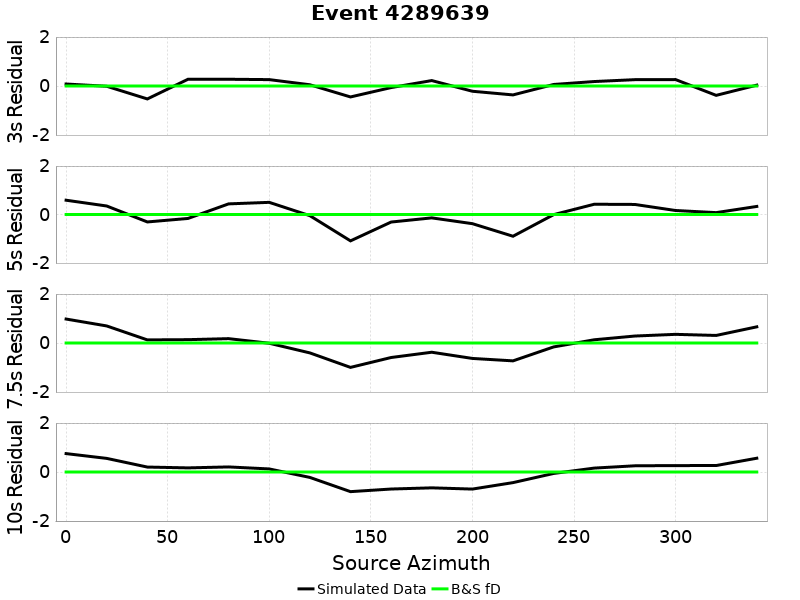 Event 4289639
3s Residual
2
0
-2
5s Residual
2
0
-2
7.5s Residual
2
0
-2
10s Residual
2
0
-2
0 50 100 150 200 250 300
Source Azimuth
Simulated Data B&S fD